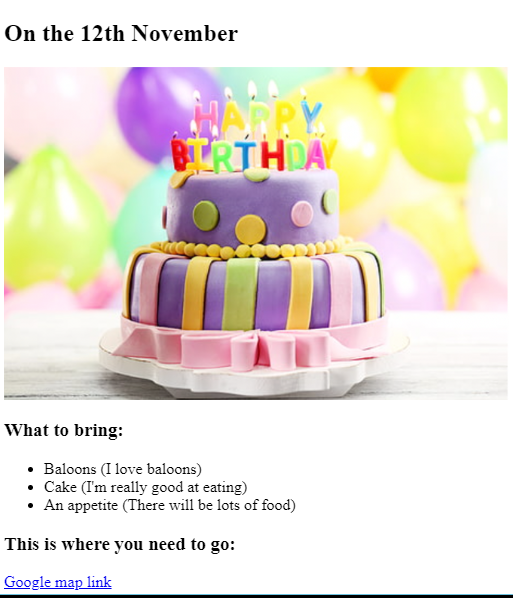 On the 12th November
HAPPY
BIRTHDAY
What to bring:
Baloons (I love baloons)
Cake (I'm really good at eating)
An appetite (There will be lots of food)
This is where you need to go:
Google map link